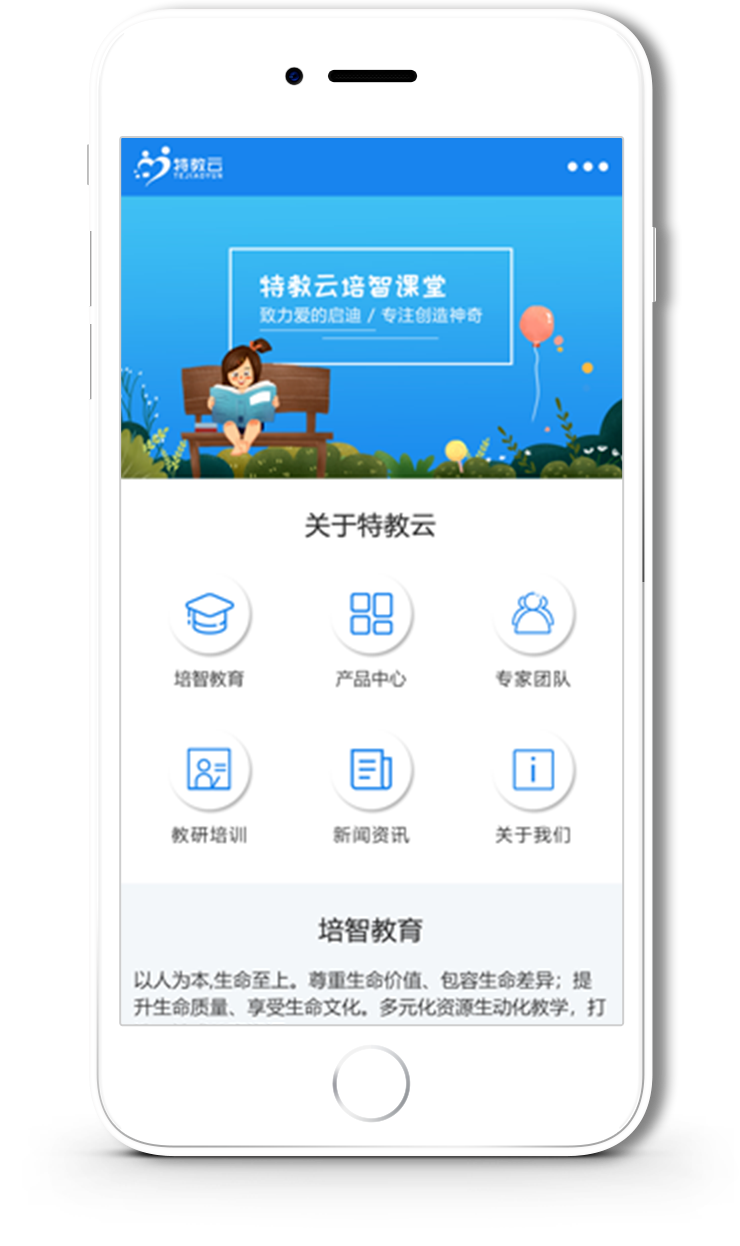 特教云
TEJIAOYUN
特教云培智课堂
致力爱的启迪 / 专注创造神奇
关于特教云
培智教育
产品中心
专家团队
教研培训
新闻资讯
关于我们
培智教育
以人为本,生命至上。尊重生命价值、包容生命差异；提
升生命质量、享受生命文化。多元化资源生动化教学，打